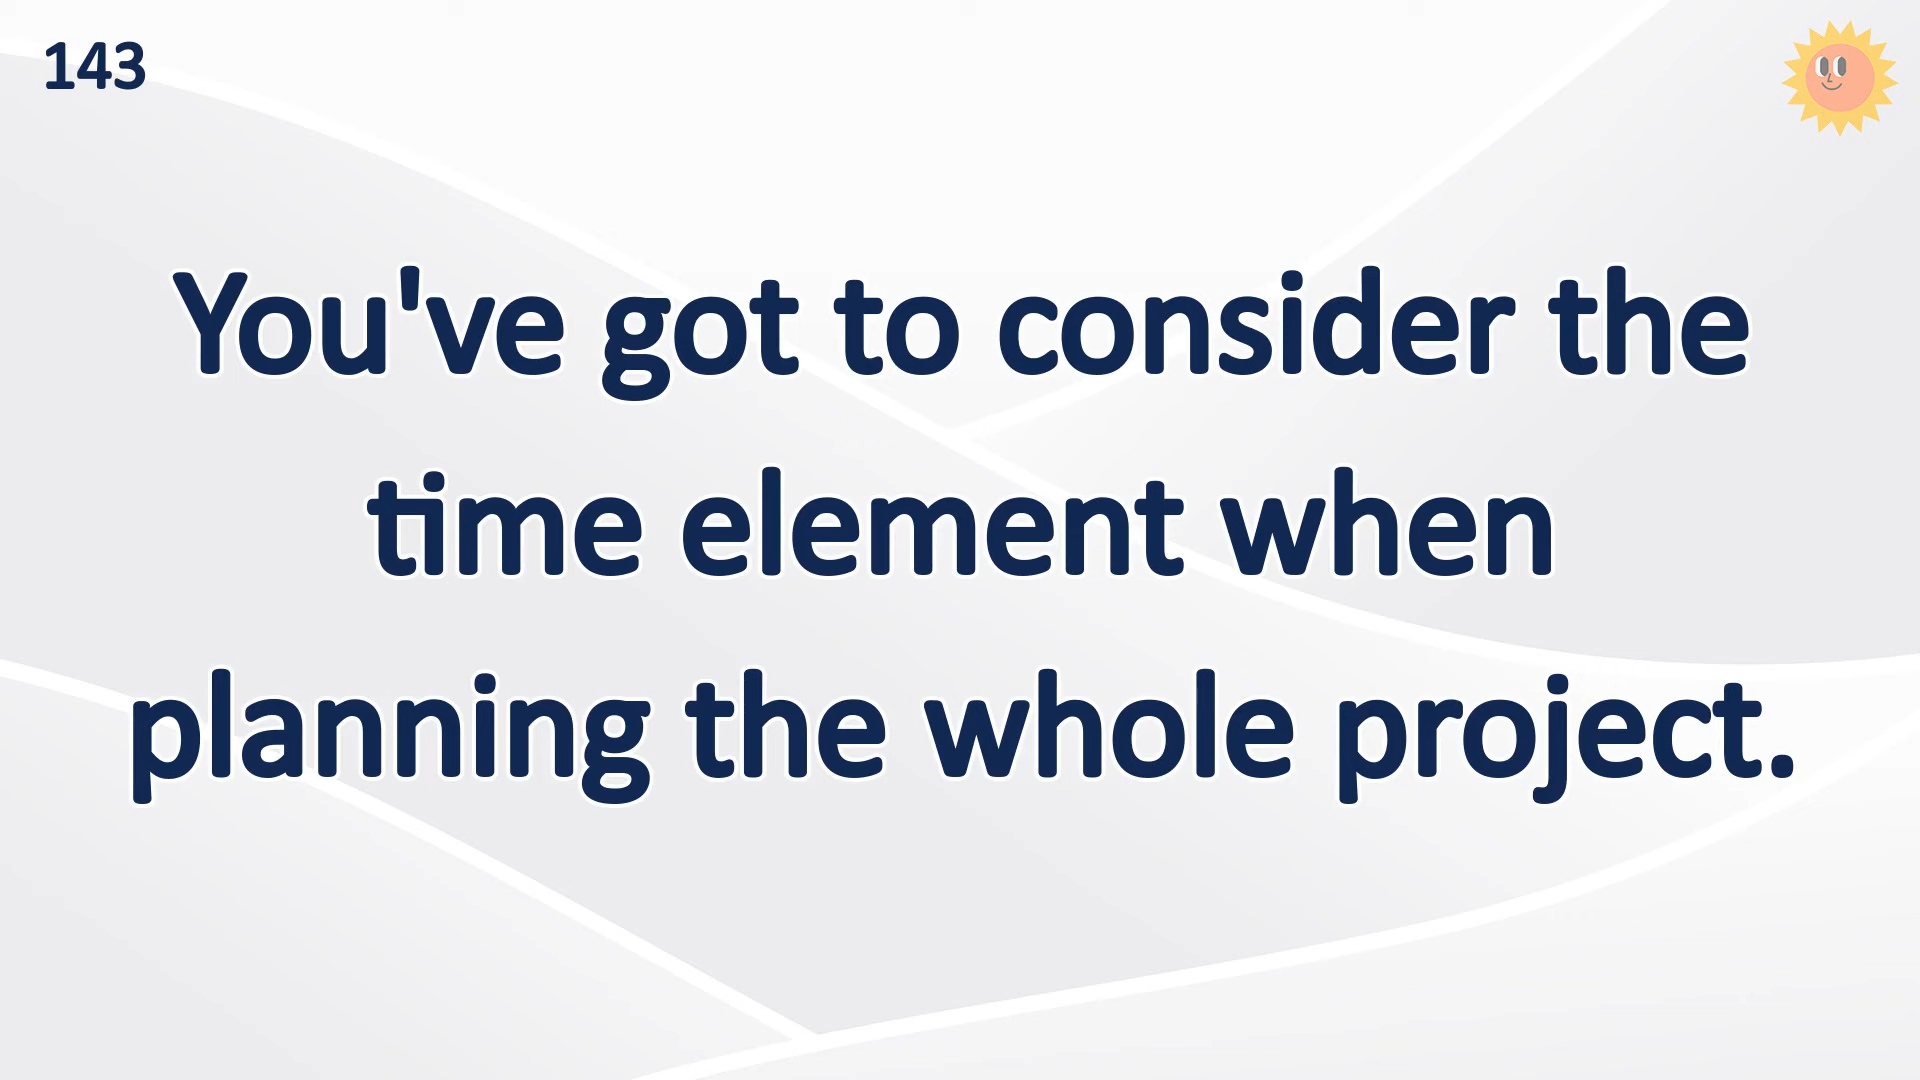 143
You've got to consider the
time element when
planning the whole project.